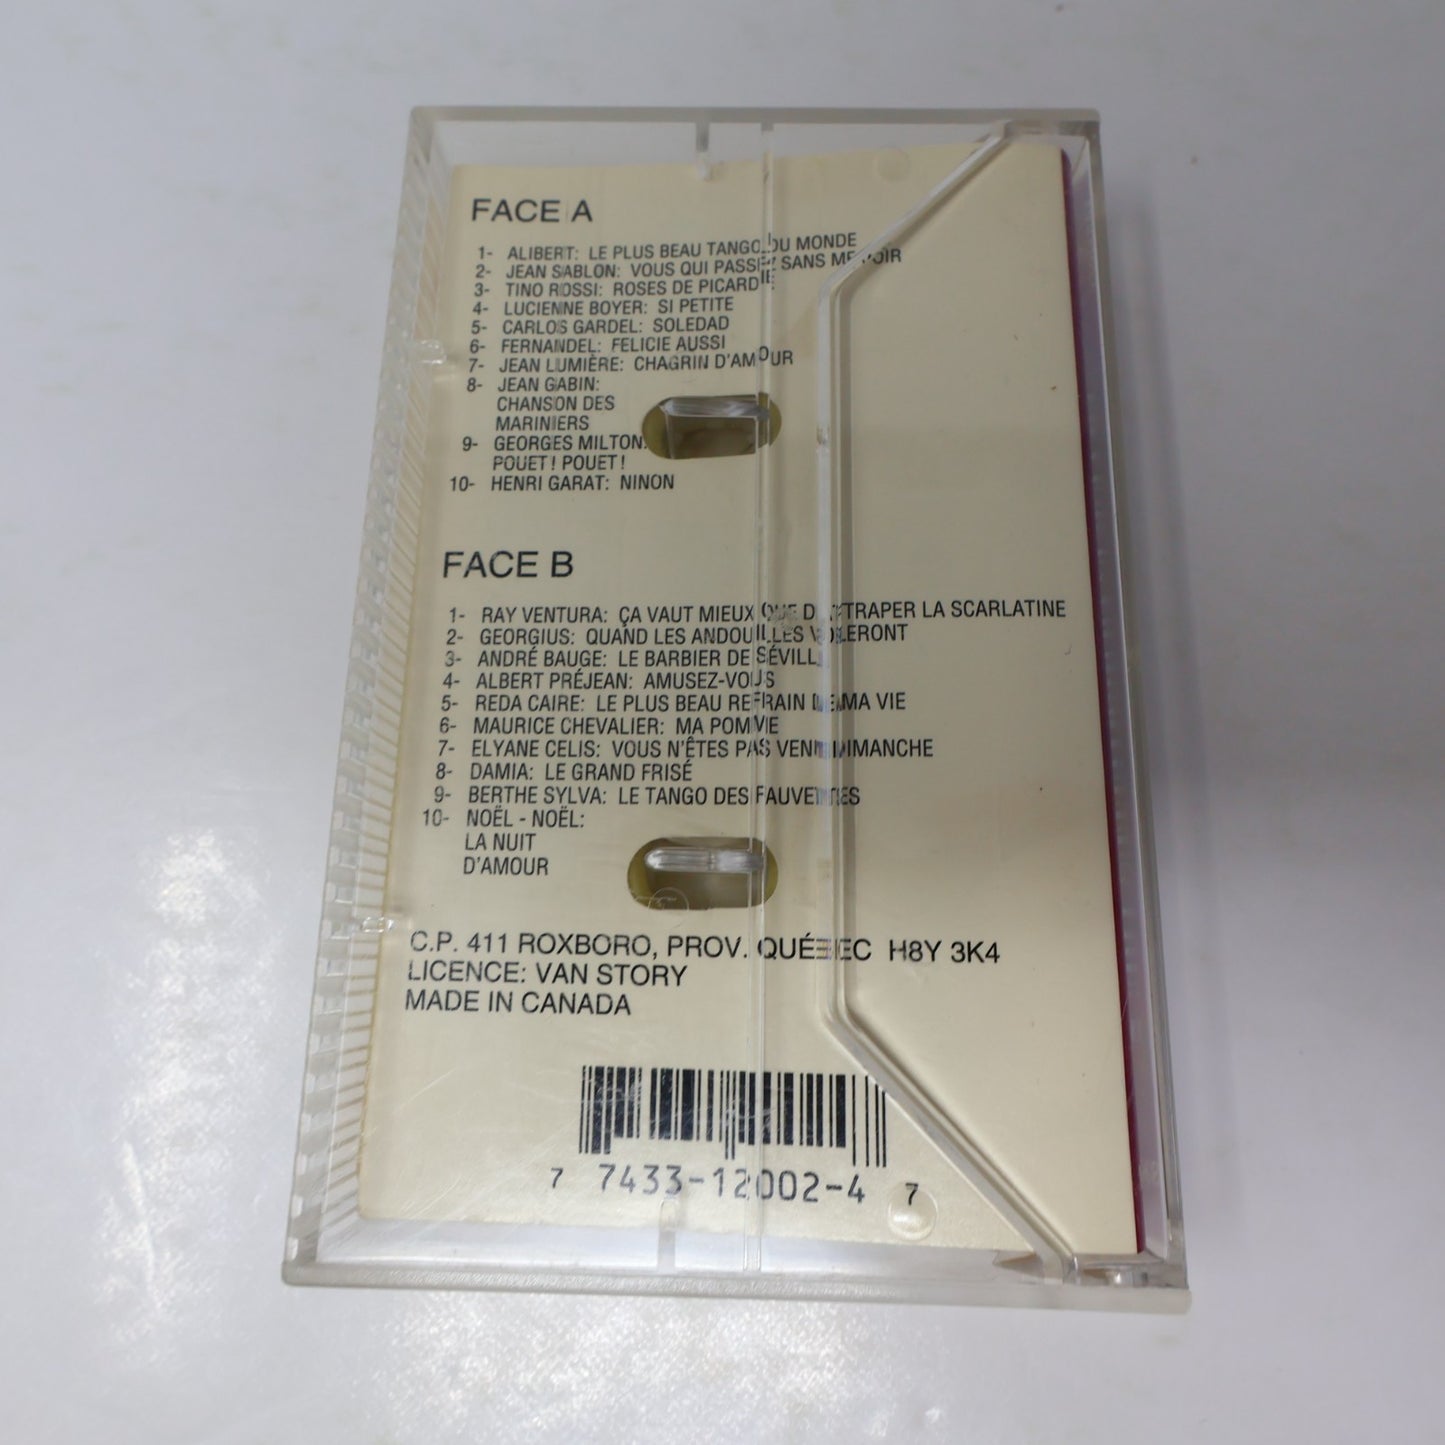 FACE A
1- ALIBERT: LE PLUS BEAU TANGO DU MONDE
2- JEAN SABLON: VOUS QUI PASSEZ SANS ME VOIR
3- TINO ROSSI: ROSES DE PICARDIE
4- LUCIENNE BOYER: SI PETITE
5- CARLOS GARDEL: SOLEDAD
6- FERNANDEL: FELICIE AUSSI
7- JEAN LUMIÈRE: CHAGRIN D'AMOUR
8- JEAN GABIN:
CHANSON DES
MARINIERS
9- GEORGES MILTON:
POUET! POUET!
10- HENRI GARAT: NINON
FACE B
1- RAY VENTURA: ÇA VAUT MIEUX QUE D'ATTRAPER LA SCARLATINE
2- GEORGIUS: QUAND LES ANDOUILLES VOLERONT
3- ANDRÉ BAUGE: LE BARBIER DE SÉVILLE
4- ALBERT PRÉJEAN: AMUSEZ-VOUS
5- REDA CAIRE: LE PLUS BEAU REFRAIN DE MA VIE
6- MAURICE CHEVALIER: MA POMME
7- ELYANE CELIS: VOUS N'ÊTES PAS VENU DIMANCHE
8- DAMIA: LE GRAND FRISÉ
9- BERTHE SYLVA: LE TANGO DES FAUVETTES
10- NOËL - NOËL:
LA NUIT
D'AMOUR
C.P. 411 ROXBORO, PROV. QUÉBEC H8Y 3K4
LICENCE: VAN STORY
MADE IN CANADA
7 7433-12002-4 7